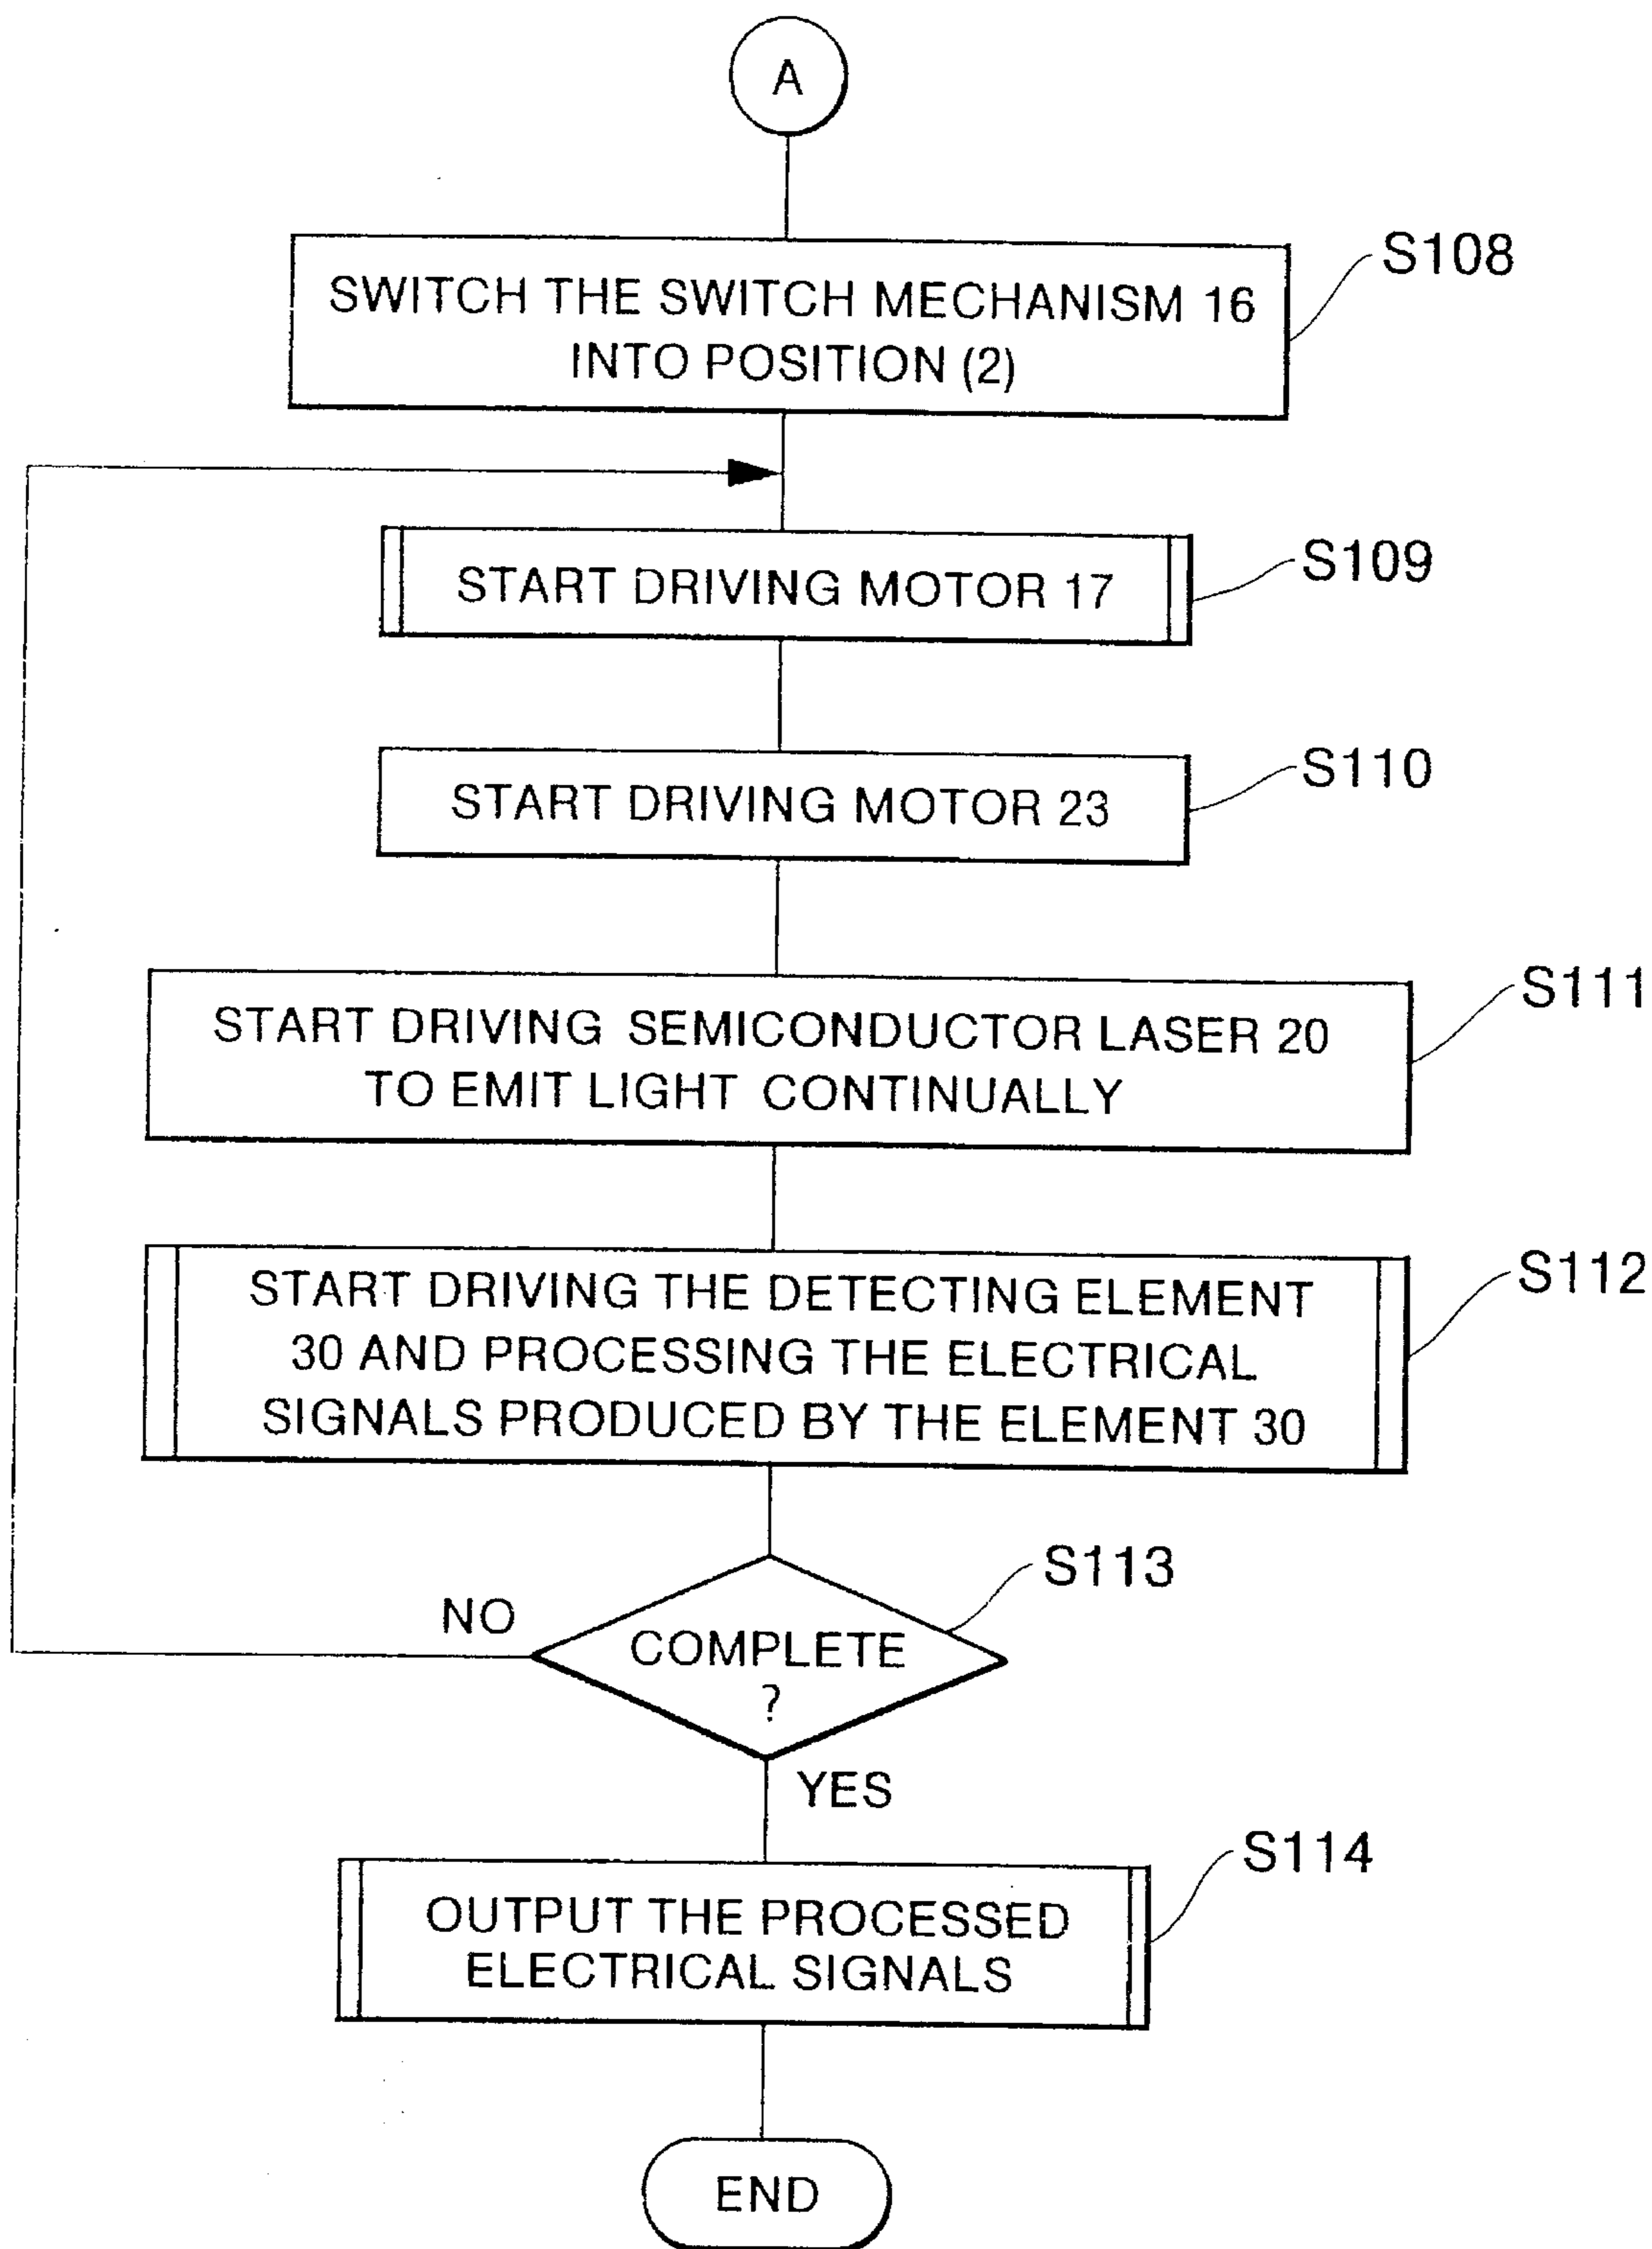 A
S108
SWITCH THE SWITCH MECHANISM 16
INTO POSITION (2)
S109
START DRIVING MOTOR 17
S110
START DRIVING MOTOR 23
S111
START DRIVING SEMICONDUCTOR LASER 20
TO EMIT LIGHT CONTINUALLY
S112
START DRIVING THE DETECTING ELEMENT
30 AND PROCESSING THE ELECTRICAL
SIGNALS PRODUCED BY THE ELEMENT 30
S113
NO
COMPLETE
?
YES
S114
OUTPUT THE PROCESSED
ELECTRICAL SIGNALS
END